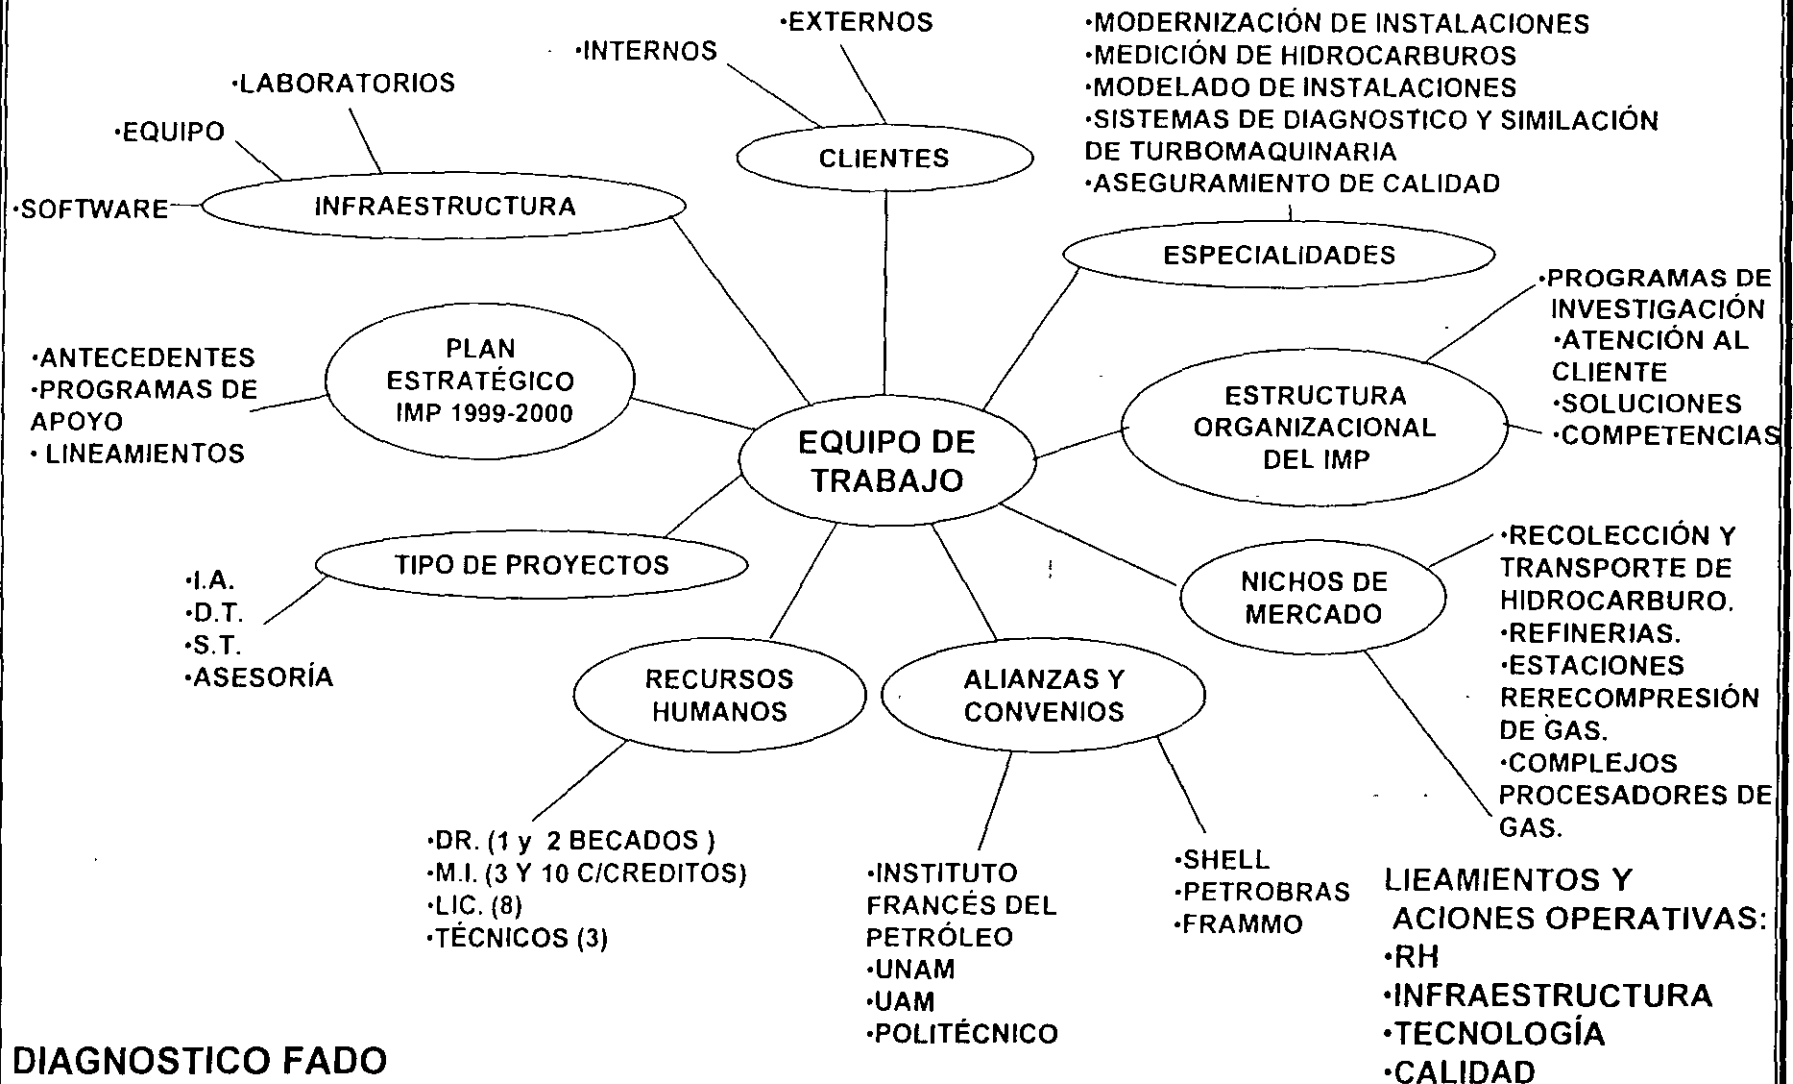 •EXTERNOS
•INTERNOS
•LABORATORIOS
•EQUIPO
•SOFTWARE
INFRAESTRUCTURA
CLIENTES
•MODERNIZACIÓN DE INSTALACIONES
•MEDICIÓN DE HIDROCARBUROS
•MODELADO DE INSTALACIONES
•SISTEMAS DE DIAGNOSTICO Y SIMILACIÓN
DE TURBOMAQUINARIA
•ASEGURAMIENTO DE CALIDAD
ESPECIALIDADES
•PROGRAMAS DE
INVESTIGACIÓN
•ATENCIÓN AL
CLIENTE
•SOLUCIONES
•COMPETENCIAS
ESTRUCTURA
ORGANIZACIONAL
DEL IMP
PLAN
ESTRATÉGICO
IMP 1999-2000
•ANTECEDENTES
•PROGRAMAS DE
APOYO
• LINEAMIENTOS
EQUIPO DE
TRABAJO
TIPO DE PROYECTOS
•I.A.
•D.T.
•S.T.
•ASESORÍA
NICHOS DE
MERCADO
•RECOLECCIÓN Y
TRANSPORTE DE
HIDROCARBURO.
•REFINERIAS.
•ESTACIONES
RERECOMPRESIÓN
DE GAS.
•COMPLEJOS
PROCESADORES DE
GAS.
RECURSOS
HUMANOS
ALIANZAS Y
CONVENIOS
•DR. (1 y 2 BECADOS )
•M.I. (3 Y 10 C/CREDITOS)
•LIC. (8)
•TÉCNICOS (3)
•INSTITUTO
FRANCÉS DEL
PETRÓLEO
•UNAM
•UAM
•POLITÉCNICO
•SHELL
•PETROBRAS
•FRAMMO
LIEAMIENTOS Y
ACIONES OPERATIVAS:
•RH
•INFRAESTRUCTURA
•TECNOLOGÍA
•CALIDAD
DIAGNOSTICO FADO